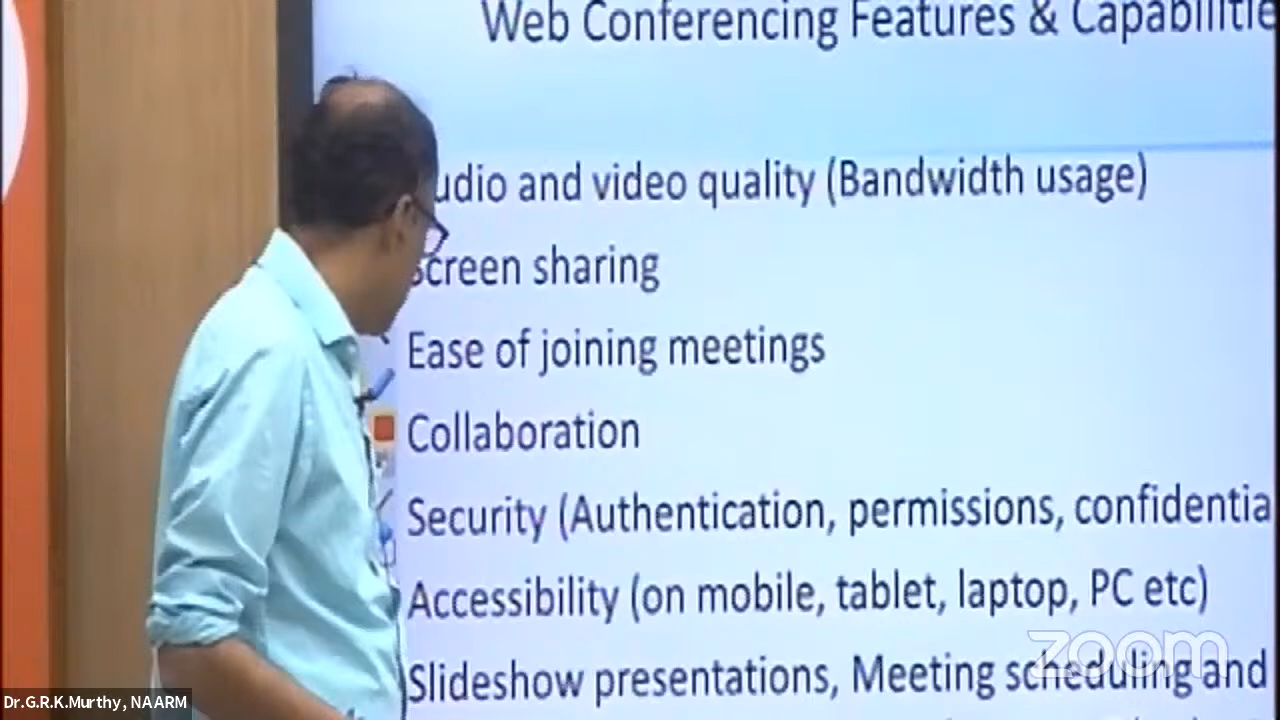 Web Conferencing Features & Capabilitie
udio and video quality (Bandwidth usage)
Screen sharing
Ease of joining meetings
Collaboration
Security (Authentication, permissions, confidentia
Accessibility (on mobile, tablet, laptop, PC etc)
Slideshow presentations, Meeting scheduling and
zoom
Dr.G.R.K.Murthy, NAARM